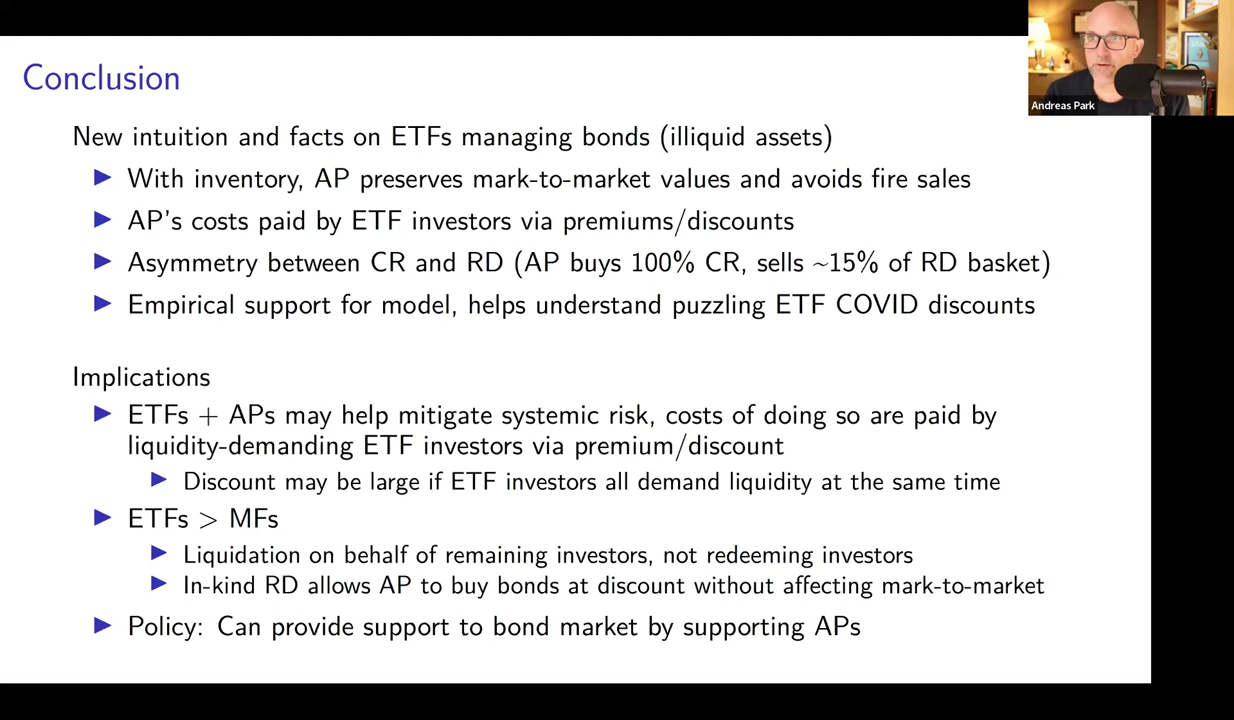 Andreas Park
Conclusion
New intuition and facts on ETFs managing bonds (illiquid assets)
With inventory, AP preserves mark-to-market values and avoids fire sales
AP's costs paid by ETF investors via premiums/discounts
Asymmetry between CR and RD (AP buys 100% CR, sells ~15% of RD basket)
Empirical support for model, helps understand puzzling ETF COVID discounts
Implications
ETFs + APs may help mitigate systemic risk, costs of doing so are paid by
liquidity-demanding ETF investors via premium/discount
Discount may be large if ETF investors all demand liquidity at the same time
ETFs > MFs
Liquidation on behalf of remaining investors, not redeeming investors
In-kind RD allows AP to buy bonds at discount without affecting mark-to-market
Policy: Can provide support to bond market by supporting APs